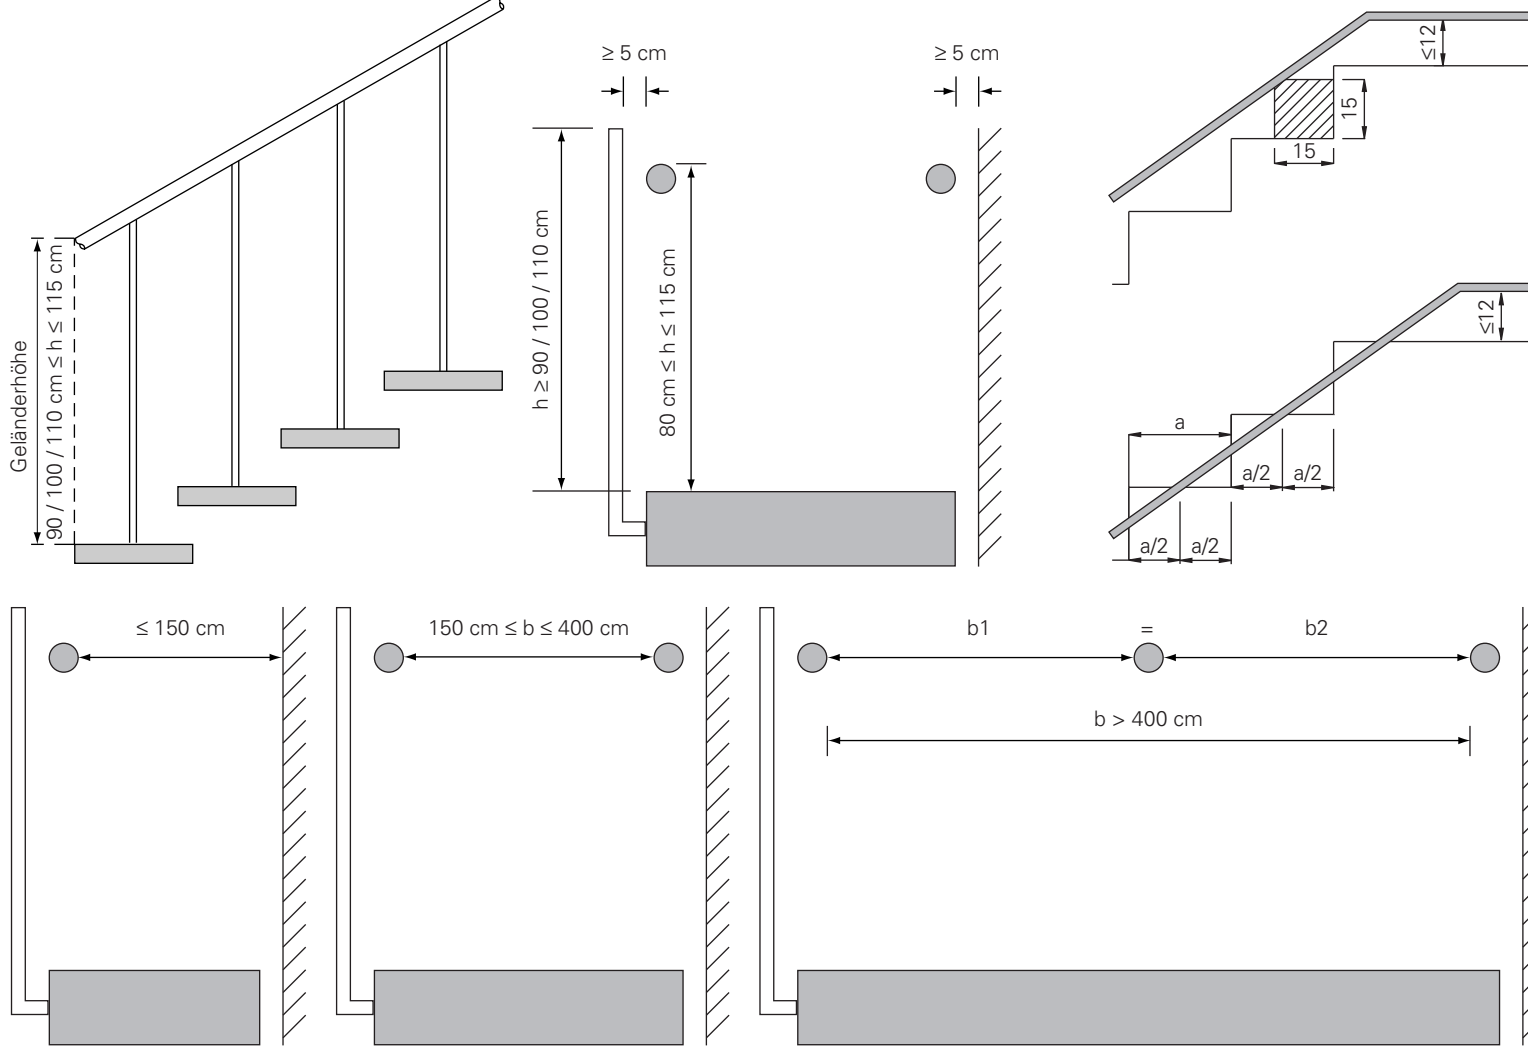 Geländerhöhe
90 / 100 / 110 cm ≤ h ≤ 115 cm
≥ 5 cm
≥ 5 cm
h ≥ 90 / 100 / 110 cm
80 cm ≤ h ≤ 115 cm
≤12
15
15
≤12
a
a/2
a/2
a/2
a/2
≤ 150 cm
150 cm ≤ b ≤ 400 cm
b1 = b2
b > 400 cm